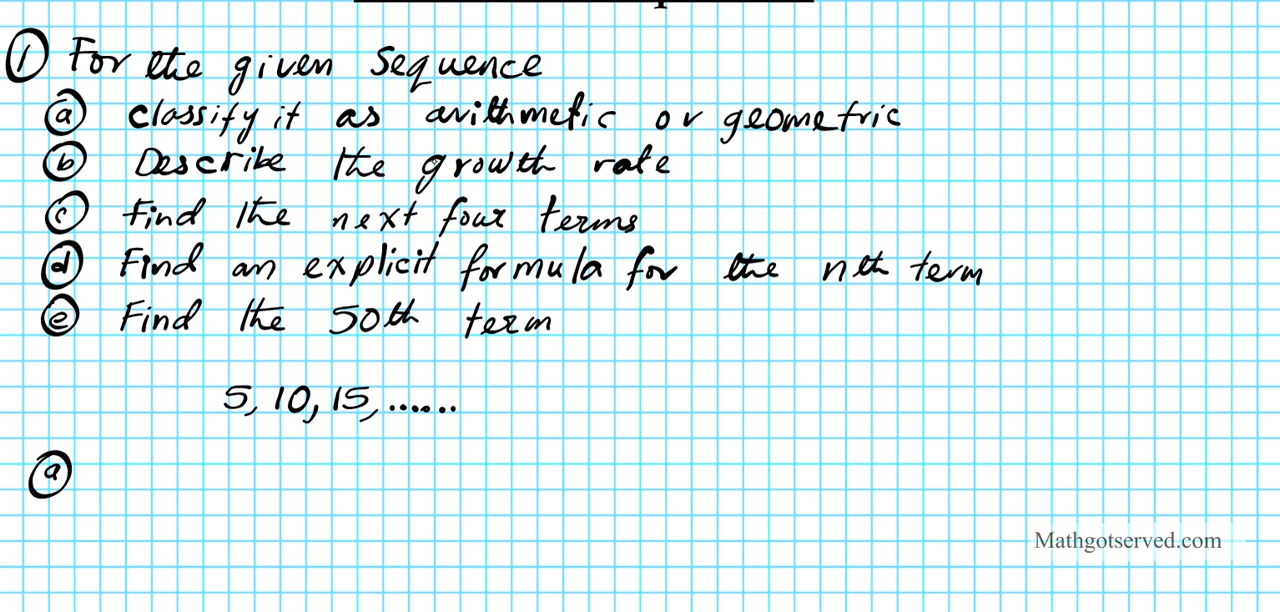 ① For the given sequence
ⓐ classify it as arithmetic or geometric
ⓑ Describe the growth rate
ⓒ Find the next four terms
ⓓ Find an explicit formula for the nth term
ⓔ Find the 50th term
5, 10, 15, ......
ⓐ
Mathgotserved.com